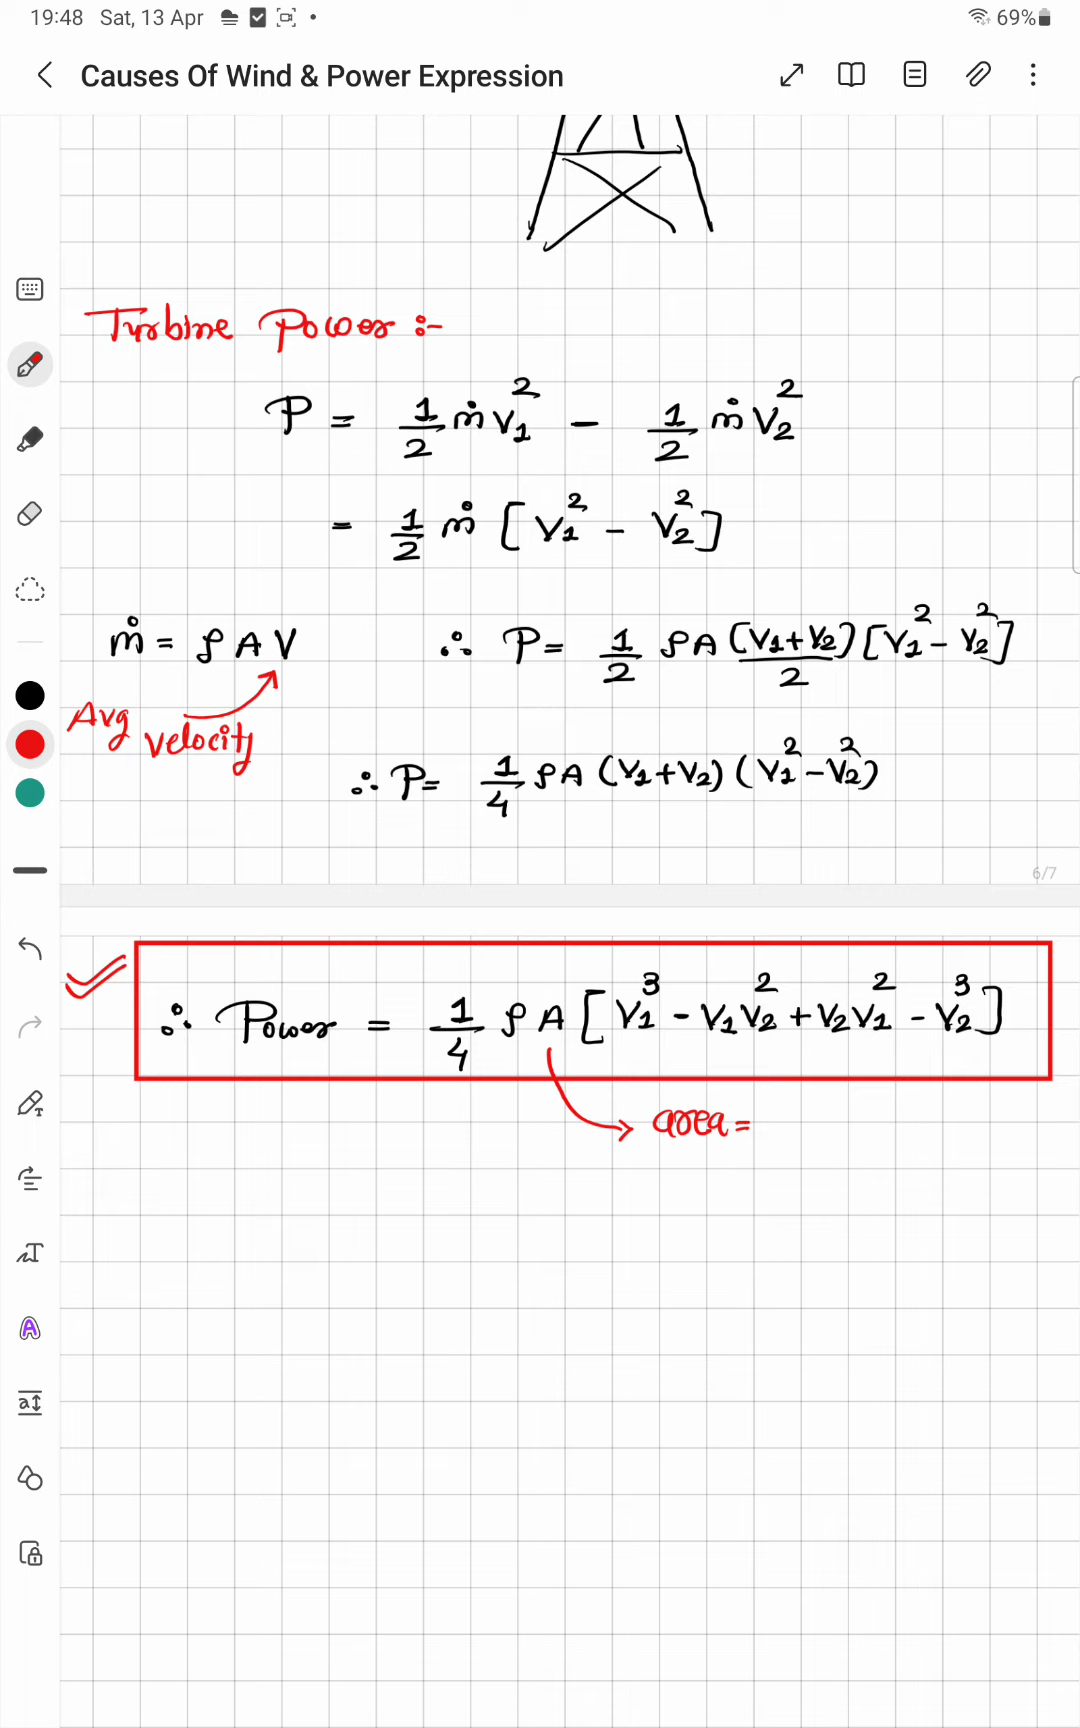 19:48 Sat, 13 Apr 69%
Causes Of Wind & Power Expression
Turbine Power :-
P = 1/2 ṁ V₁² - 1/2 ṁ V₂²
= 1/2 ṁ [V₁² - V₂²]
ṁ = ρ A V ∴ P = 1/2 ρA (V₁+V₂)/2 [V₁² - V₂²]
Avg velocity
∴ P = 1/4 ρA (V₁+V₂) (V₁² - V₂²)
6/7
∴ Power = 1/4 ρ A [V₁³ - V₁V₂² + V₂V₁² - V₂³]
area =